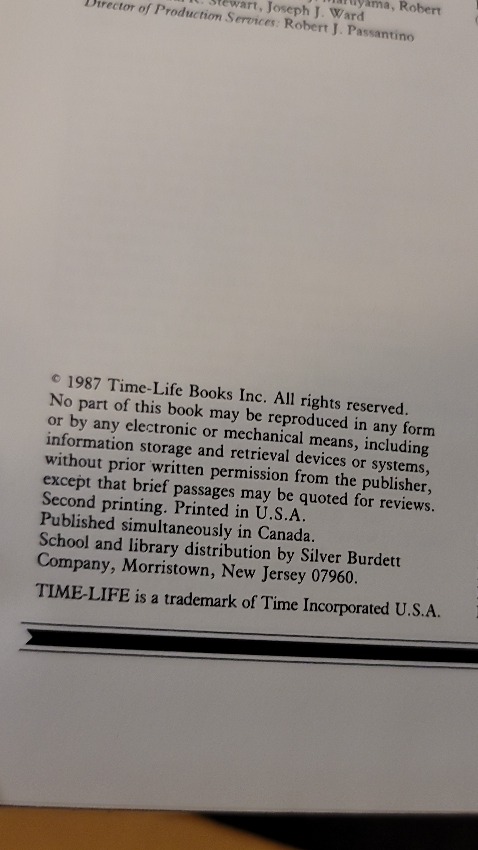 Stewart, Joseph J. Ward
Robert
Director of Production Services: Robert J. Passantino
© 1987 Time-Life Books Inc. All rights reserved.
No part of this book may be reproduced in any form
or by any electronic or mechanical means, including
information storage and retrieval devices or systems,
without prior written permission from the publisher,
except that brief passages may be quoted for reviews.
Second printing. Printed in U.S.A.
Published simultaneously in Canada.
School and library distribution by Silver Burdett
Company, Morristown, New Jersey 07960.
TIME-LIFE is a trademark of Time Incorporated U.S.A.